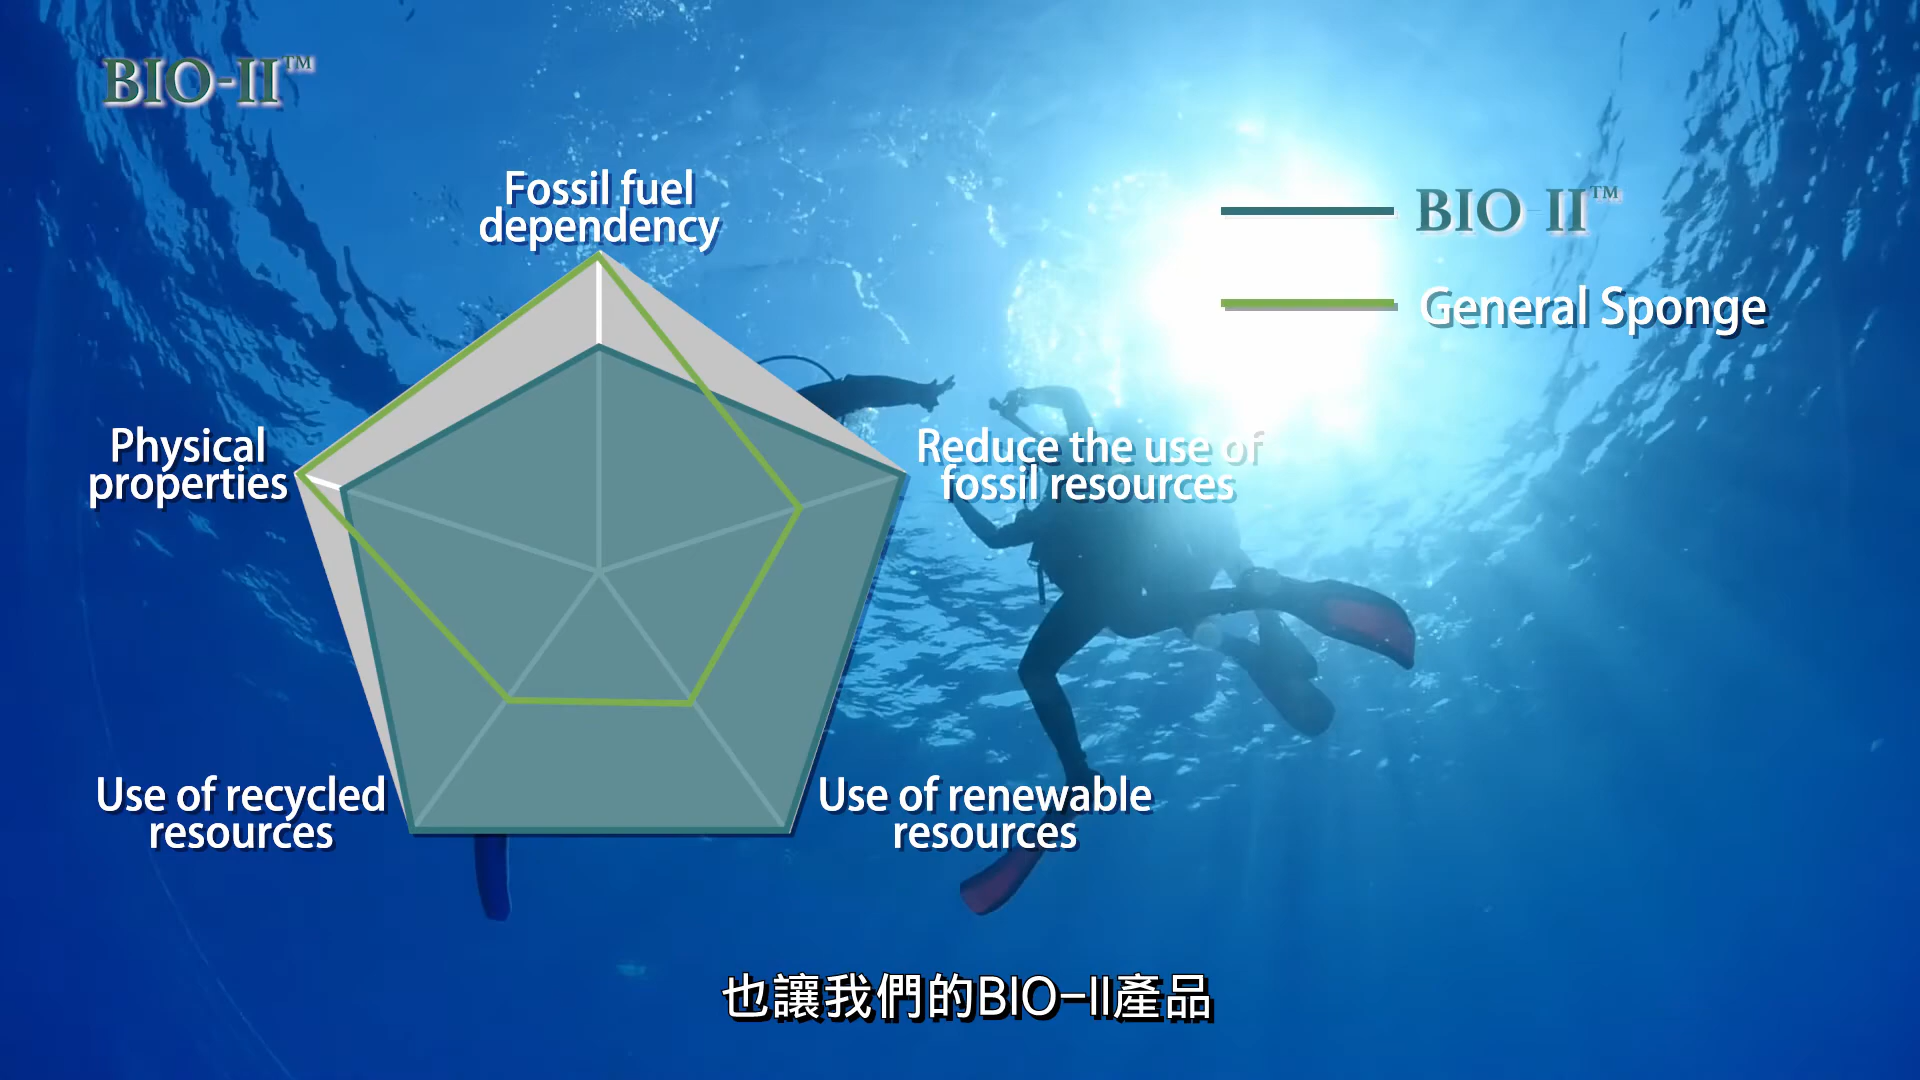 BIO-II™
Fossil fuel
dependency
BIO-II™
General Sponge
Physical
properties
Reduce the use of
fossil resources
Use of recycled
resources
Use of renewable
resources
也讓我們的BIO-II產品